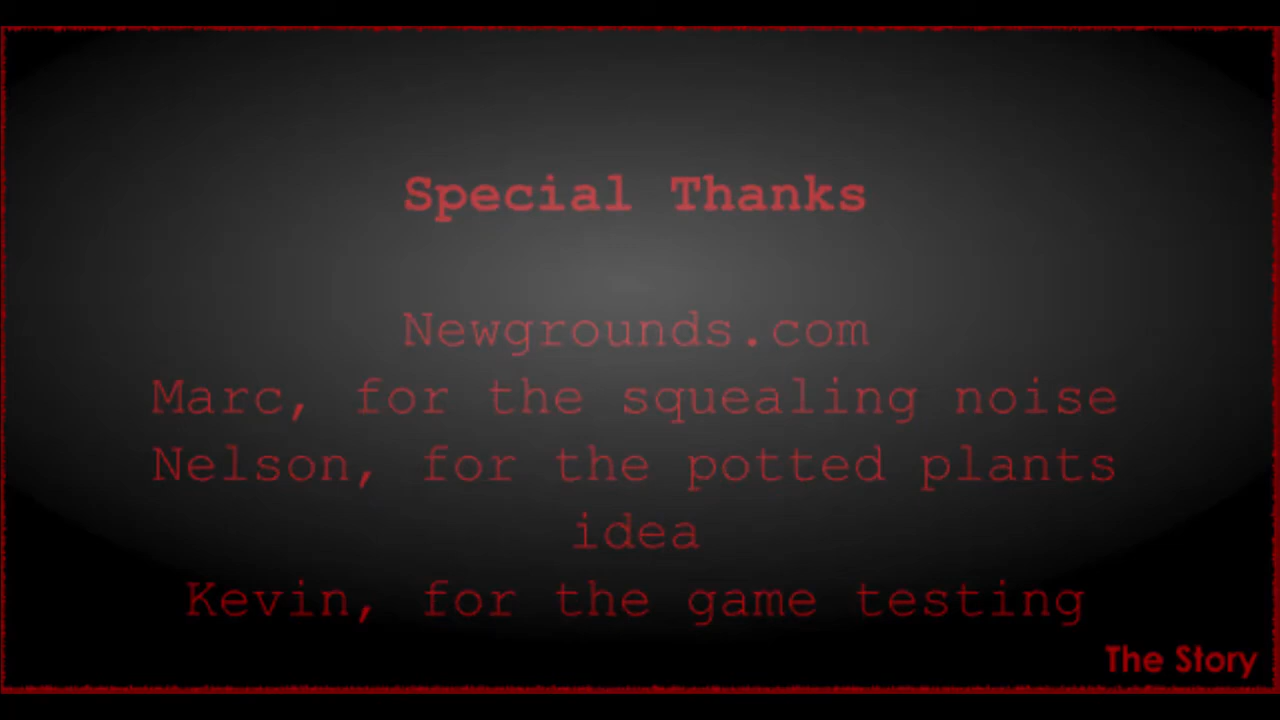 Special Thanks
Newgrounds.com
Marc, for the squealing noise
Nelson, for the potted plants
idea
Kevin, for the game testing
The Story